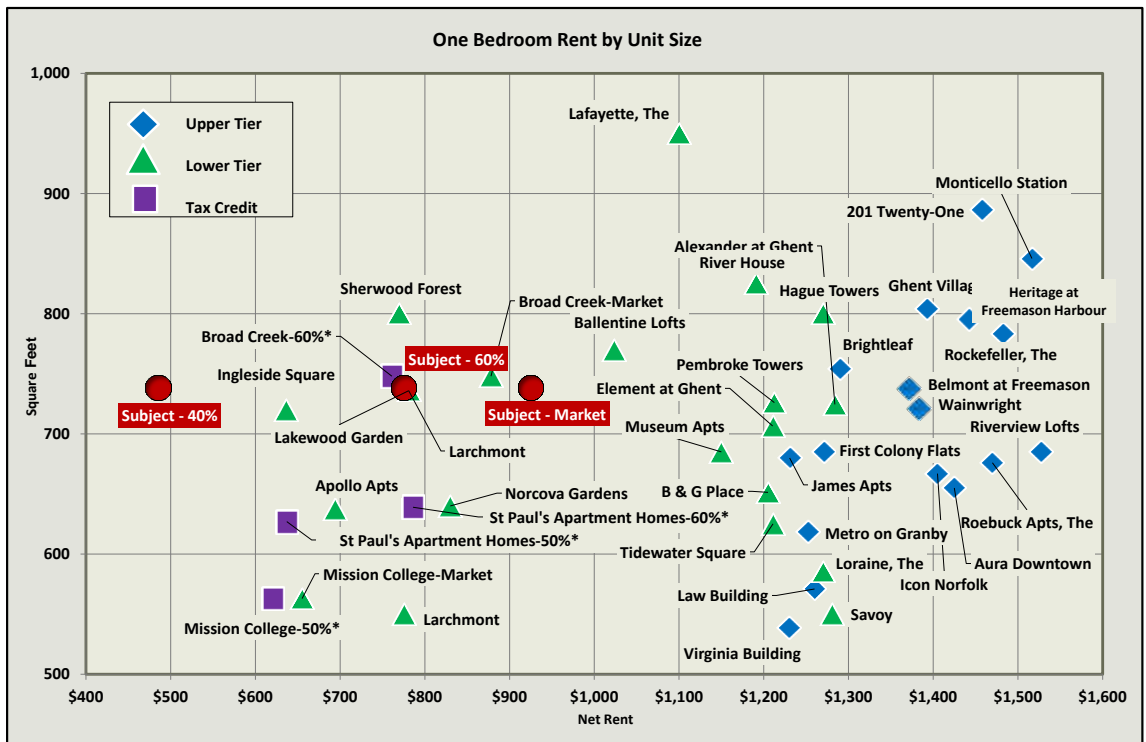 One Bedroom Rent by Unit Size
1,000
900
800
700
600
500
Square Feet
Upper Tier
Lower Tier
Tax Credit
Lafayette, The
Monticello Station
201 Twenty-One
Alexander at Ghent
River House
Hague Towers
Ghent Villag
Heritage at
Freemason Harbour
Sherwood Forest
Broad Creek-Market
Broad Creek-60%*
Ballentine Lofts
Subject - 60%
Brightleaf
Rockefeller, The
Ingleside Square
Pembroke Towers
Belmont at Freemason
Element at Ghent
Wainwright
Subject - 40%
Subject - Market
Museum Apts
Riverview Lofts
Lakewood Garden
Larchmont
First Colony Flats
Apollo Apts
Norcova Gardens
B & G Place
James Apts
St Paul's Apartment Homes-60%*
Roebuck Apts, The
St Paul's Apartment Homes-50%*
Tidewater Square
Metro on Granby
Mission College-Market
Loraine, The
Aura Downtown
Icon Norfolk
Law Building
Mission College-50%*
Larchmont
Savoy
Virginia Building
$400 $500 $600 $700 $800 $900 $1,000 $1,100 $1,200 $1,300 $1,400 $1,500 $1,600
Net Rent